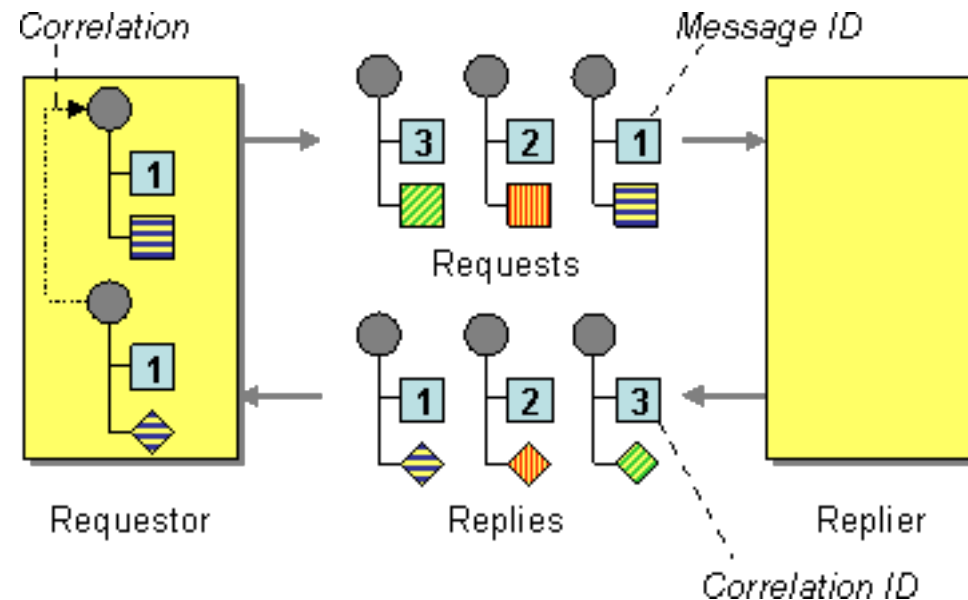 Correlation
Message ID
3 2 1
1
Requests
1
1 2 3
Requestor
Replies
Replier
Correlation ID